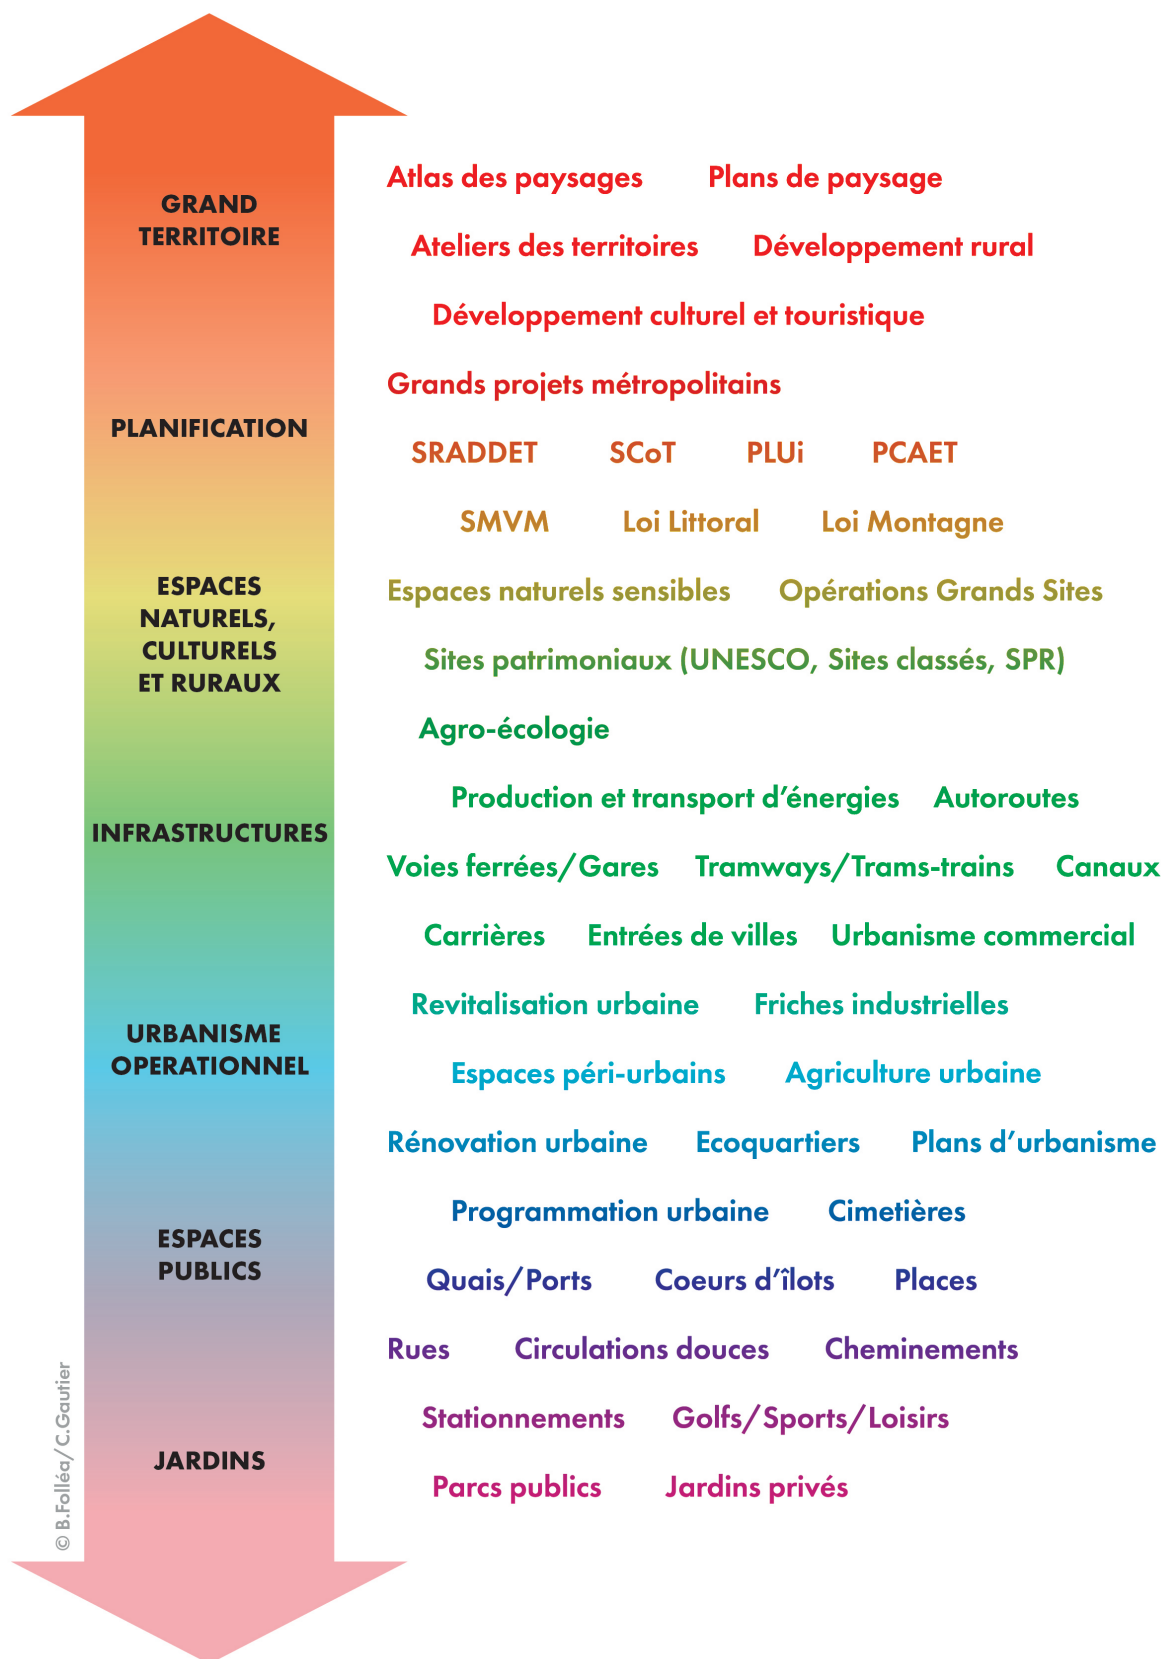 GRAND
TERRITOIRE
PLANIFICATION
ESPACES
NATURELS,
CULTURELS
ET RURAUX
INFRASTRUCTURES
URBANISME
OPERATIONNEL
ESPACES
PUBLICS
JARDINS
Atlas des paysages Plans de paysage
Ateliers des territoires Développement rural
Développement culturel et touristique
Grands projets métropolitains
SRADDET SCoT PLUi PCAET
SMVM Loi Littoral Loi Montagne
Espaces naturels sensibles Opérations Grands Sites
Sites patrimoniaux (UNESCO, Sites classés, SPR)
Agro-écologie
Production et transport d’énergies Autoroutes
Voies ferrées/Gares Tramways/Trams-trains Canaux
Carrières Entrées de villes Urbanisme commercial
Revitalisation urbaine Friches industrielles
Espaces péri-urbains Agriculture urbaine
Rénovation urbaine Ecoquartiers Plans d’urbanisme
Programmation urbaine Cimetières
Quais/Ports Coeurs d’îlots Places
Rues Circulations douces Cheminements
Stationnements Golfs/Sports/Loisirs
Parcs publics Jardins privés
© B.Folléa/C.Gautier